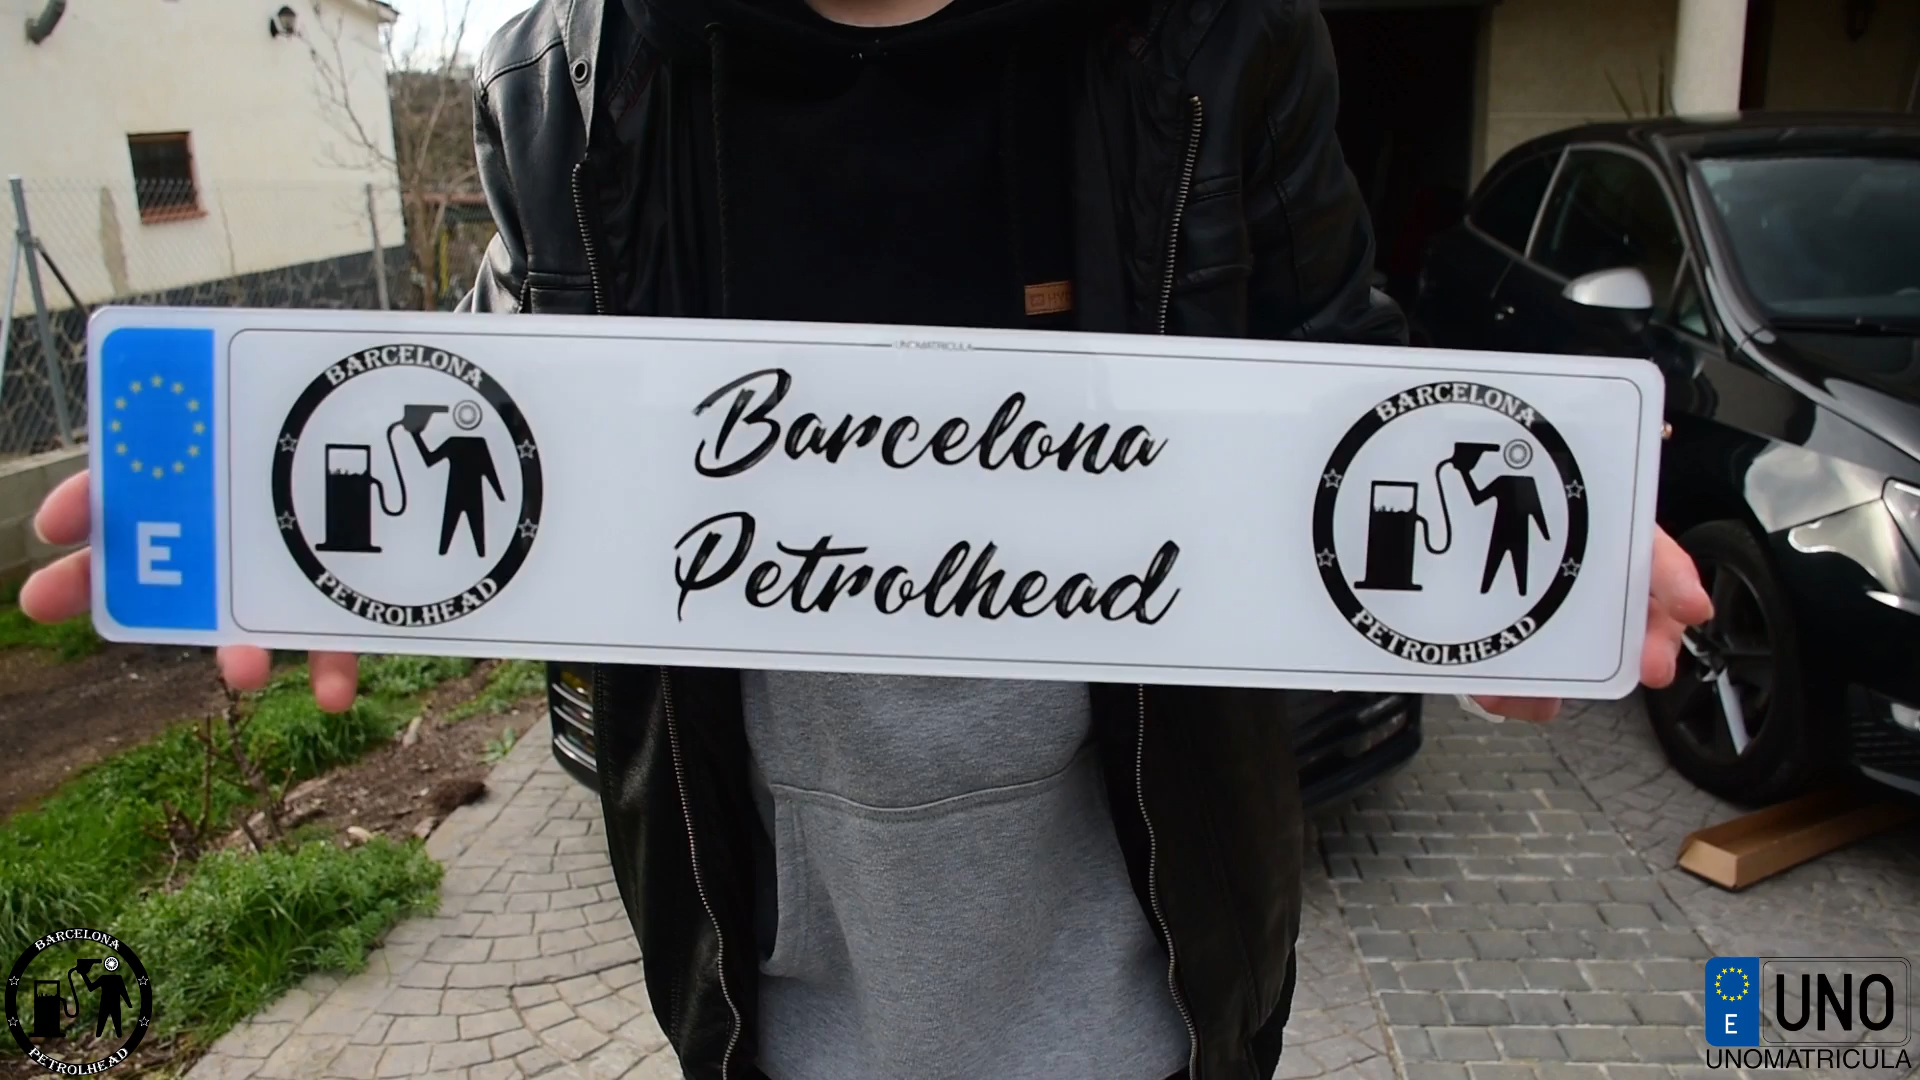 UNOMATRICULA
BARCELONA
PETROLHEAD
E
Barcelona
Petrolhead
BARCELONA
PETROLHEAD
BARCELONA
PETROLHEAD
E
UNO
UNOMATRICULA